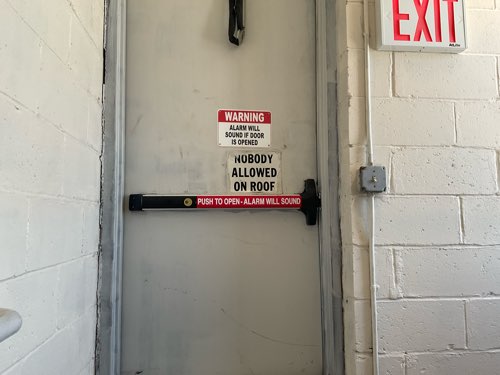 EXIT
WARNING
ALARM WILL
SOUND IF DOOR
IS OPENED
NOBODY
ALLOWED
ON ROOF
PUSH TO OPEN - ALARM WILL SOUND